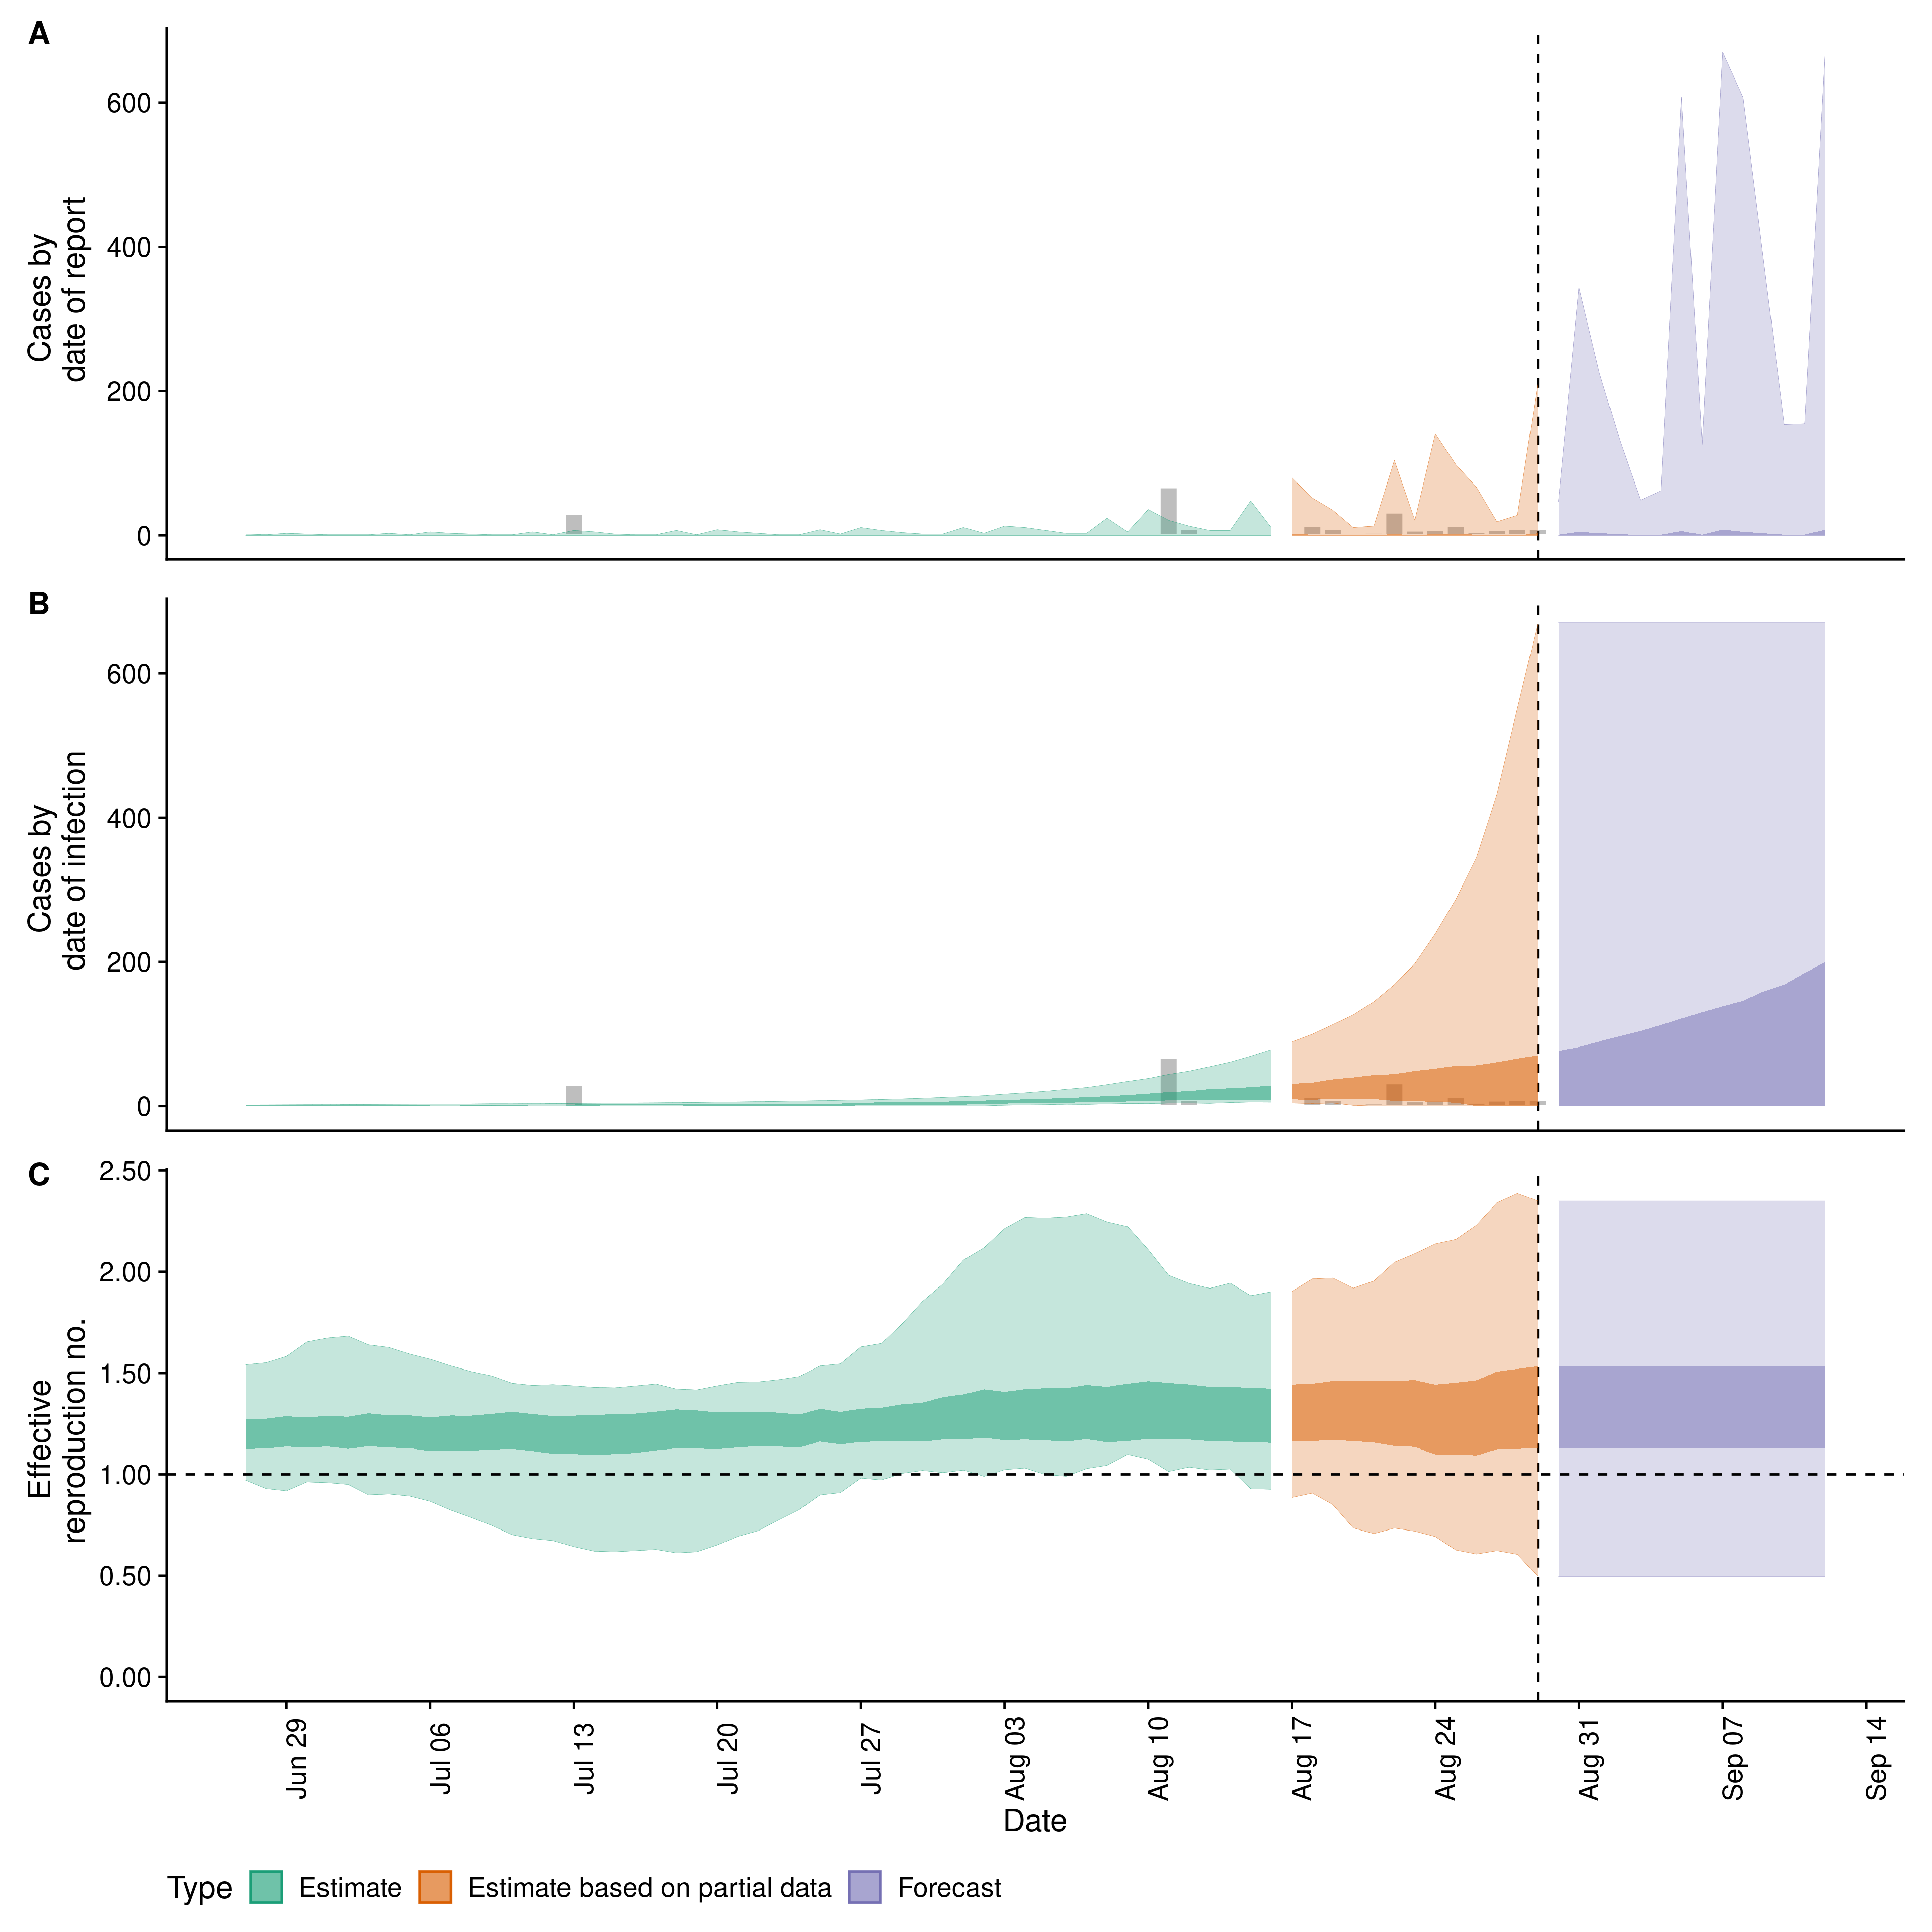 A
Cases by
date of report
600
400
200
0
B
Cases by
date of infection
600
400
200
0
C
Effective
reproduction no.
2.50
2.00
1.50
1.00
0.50
0.00
Jun 29
Jul 06
Jul 13
Jul 20
Jul 27
Aug 03
Aug 10
Aug 17
Aug 24
Aug 31
Sep 07
Sep 14
Date
Type Estimate Estimate based on partial data Forecast